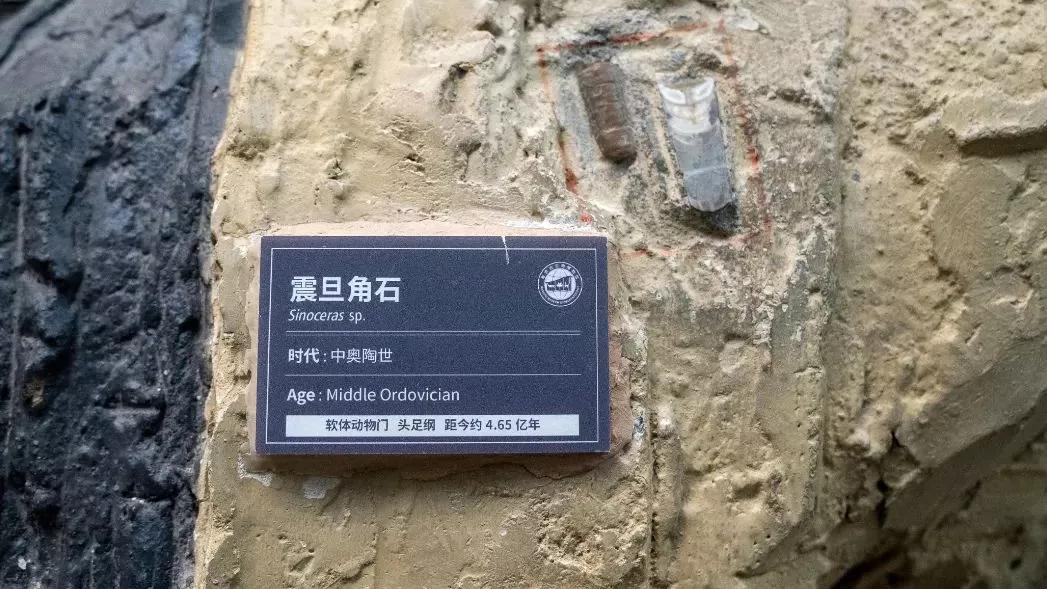 震旦角石
Sinoceras sp.
时代：中奥陶世
Age : Middle Ordovician
软体动物门 头足纲 距今约 4.65 亿年